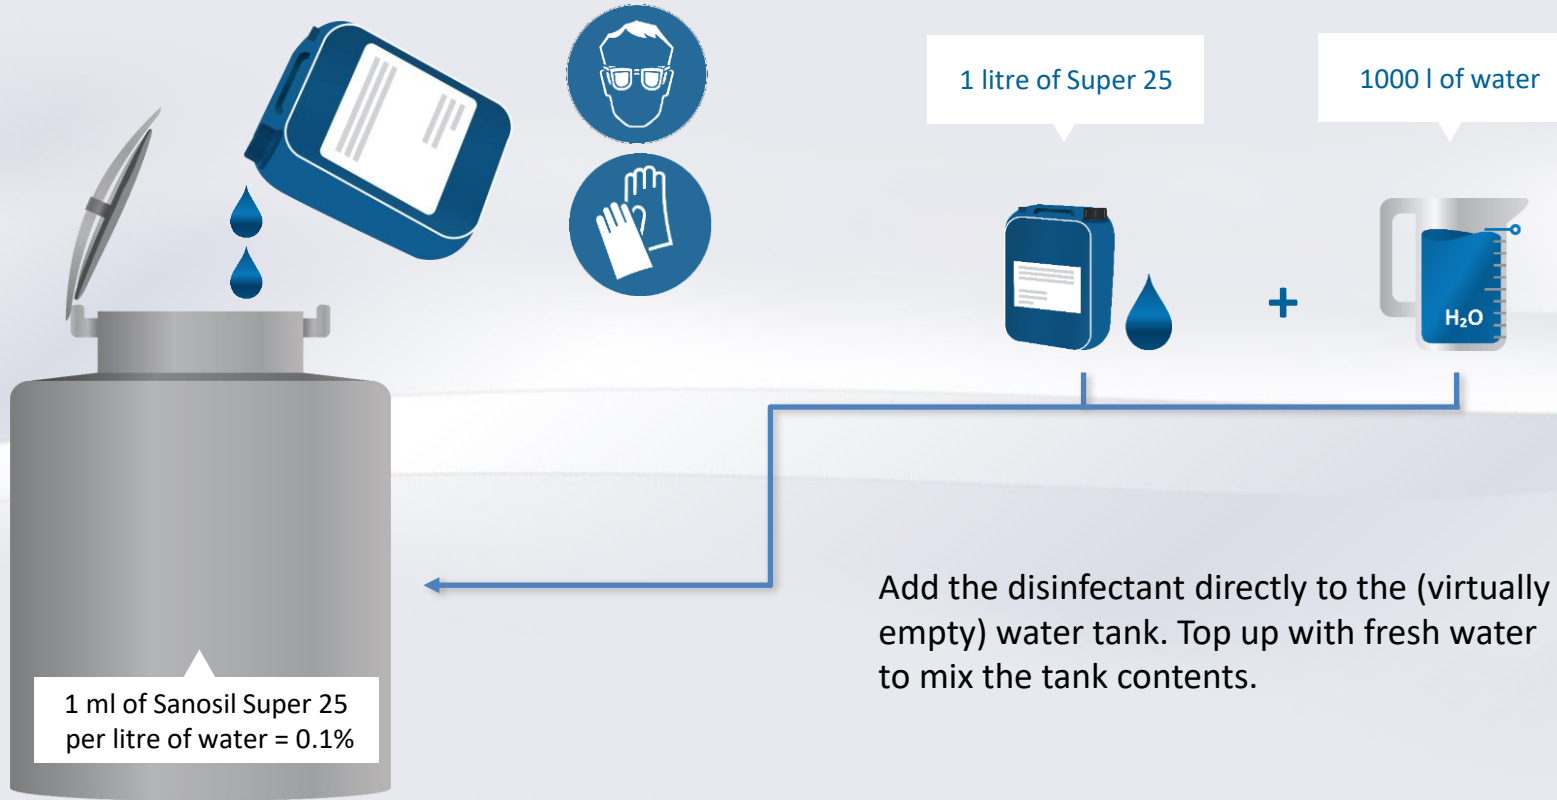 1 litre of Super 25
1000 l of water
H₂O
Add the disinfectant directly to the (virtually
empty) water tank. Top up with fresh water
to mix the tank contents.
1 ml of Sanosil Super 25
per litre of water = 0.1%